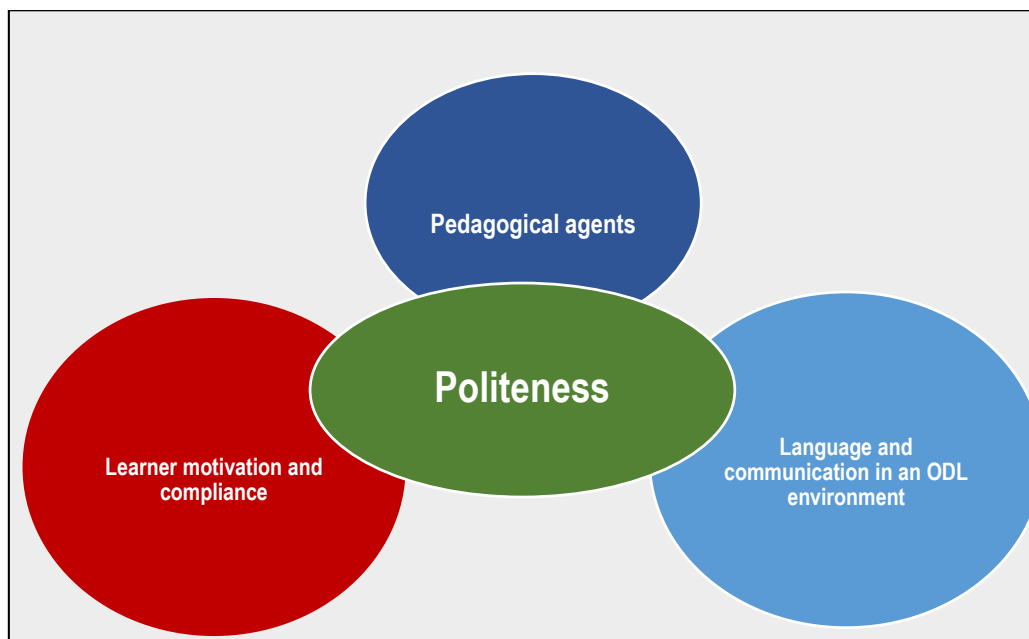 Pedagogical agents
Politeness
Learner motivation and
compliance
Language and
communication in an ODL
environment